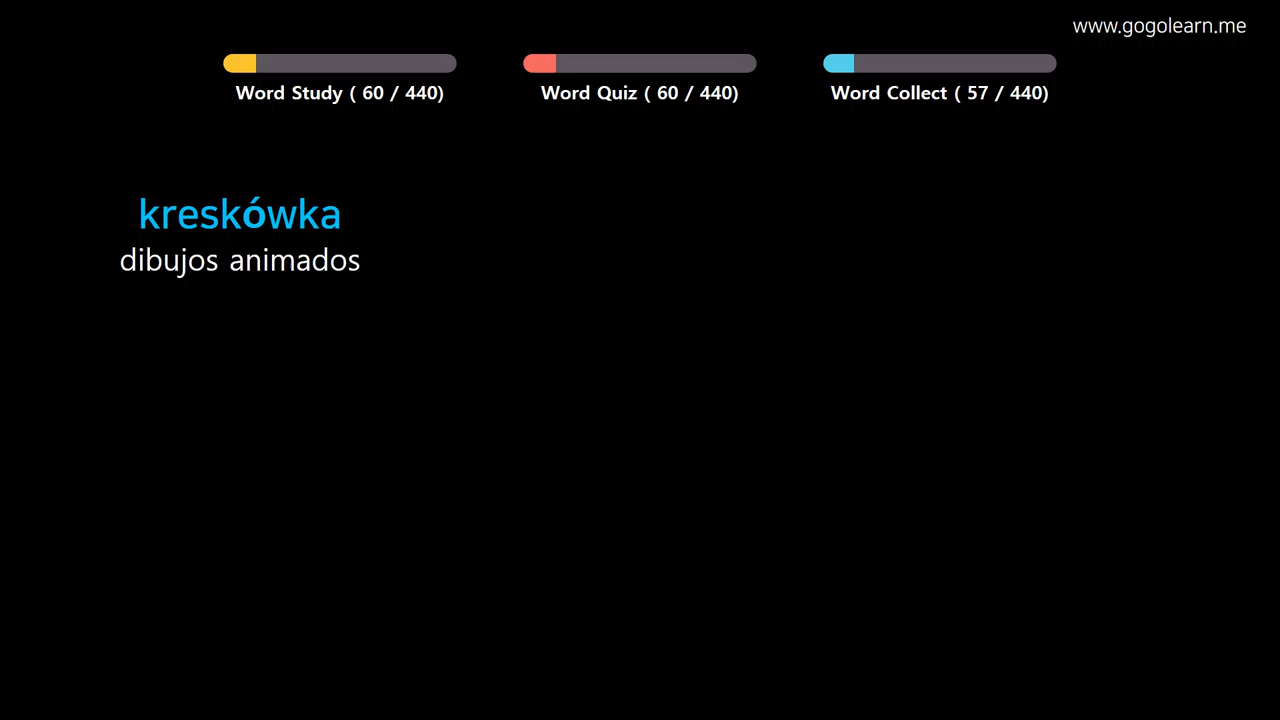 www.gogolearn.me
Word Study ( 60 / 440)
Word Quiz ( 60 / 440)
Word Collect ( 57 / 440)
kreskówka
dibujos animados